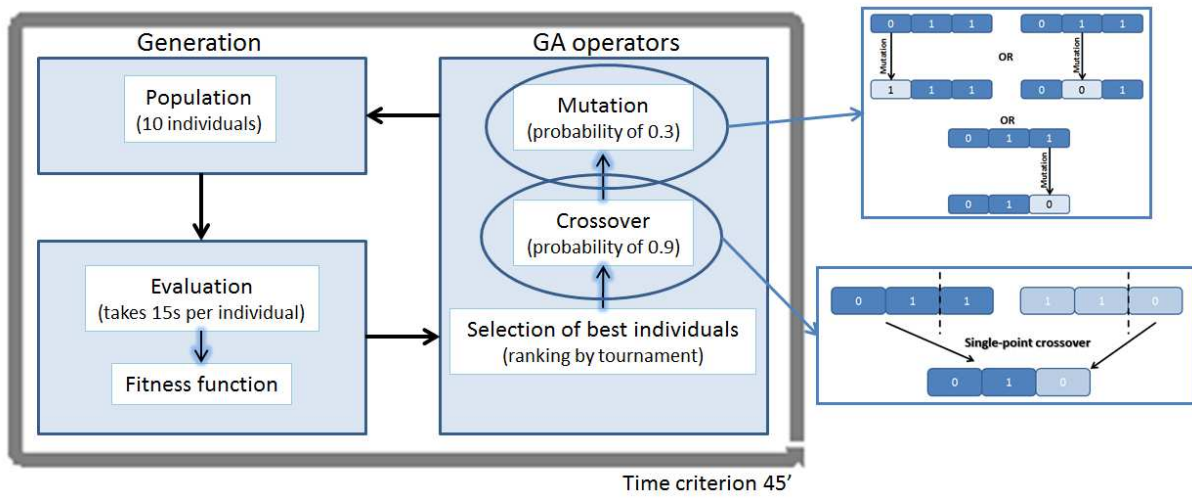 Generation
Population
(10 individuals)
Evaluation
(takes 15s per individual)
Fitness function
GA operators
Mutation
(probability of 0.3)
Crossover
(probability of 0.9)
Selection of best individuals
(ranking by tournament)
Time criterion 45’
0 1 1
0 1 1
Mutation
Mutation
OR
1 1 1
0 0 1
OR
0 1 1
Mutation
0 1 0
0 1 1
1 1 0
Single-point crossover
0 1 0